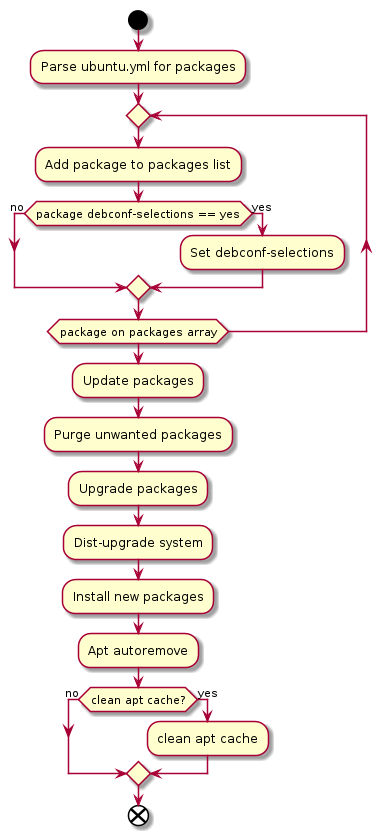 Parse ubuntu.yml for packages
Add package to packages list
no
package debconf-selections == yes
yes
Set debconf-selections
package on packages array
Update packages
Purge unwanted packages
Upgrade packages
Dist-upgrade system
Install new packages
Apt autoremove
no
clean apt cache?
yes
clean apt cache